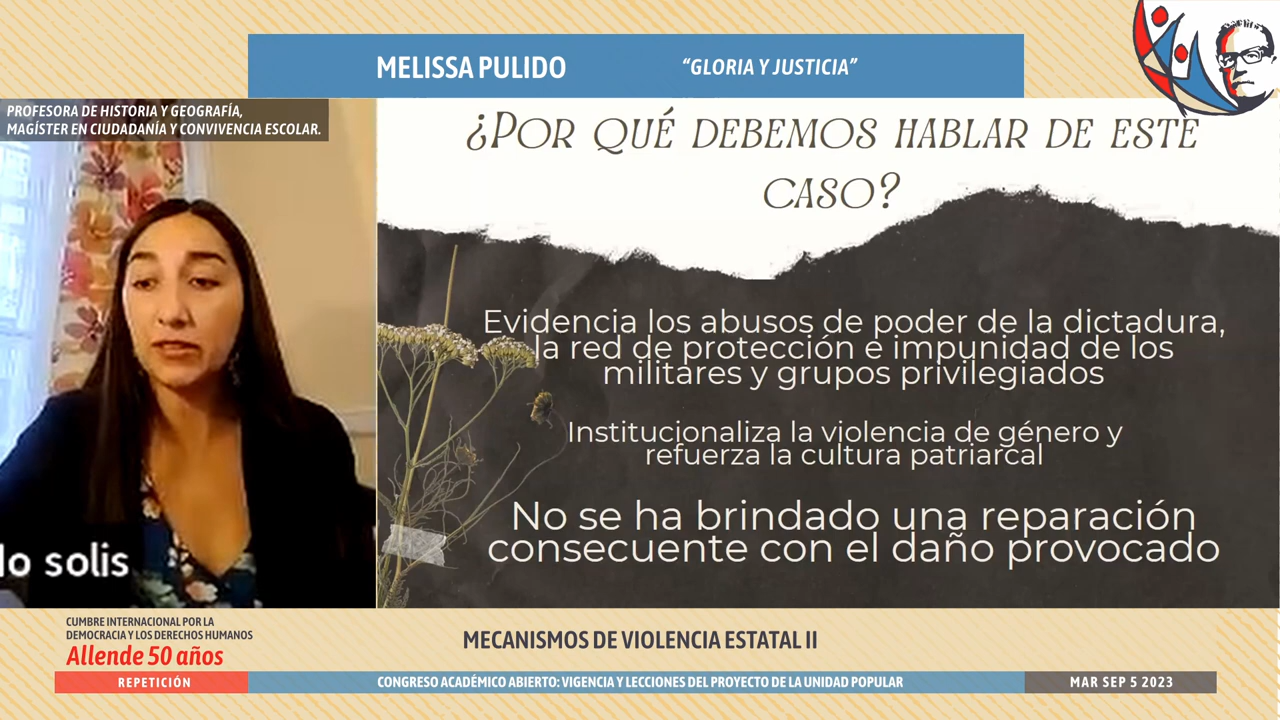 MELISSA PULIDO
“GLORIA Y JUSTICIA”
PROFESORA DE HISTORIA Y GEOGRAFÍA,
MAGÍSTER EN CIUDADANÍA Y CONVIVENCIA ESCOLAR.
¿POR QUÉ DEBEMOS HABLAR DE ESTE
CASO?
Evidencia los abusos de poder de la dictadura,
la red de protección e impunidad de los
militares y grupos privilegiados
Institucionaliza la violencia de género y
refuerza la cultura patriarcal
No se ha brindado una reparación
consecuente con el daño provocado
solis
CUMBRE INTERNACIONAL POR LA
DEMOCRACIA Y LOS DERECHOS HUMANOS
Allende 50 años
MECANISMOS DE VIOLENCIA ESTATAL II
REPETICIÓN
CONGRESO ACADÉMICO ABIERTO: VIGENCIA Y LECCIONES DEL PROYECTO DE LA UNIDAD POPULAR
MAR SEP 5 2023